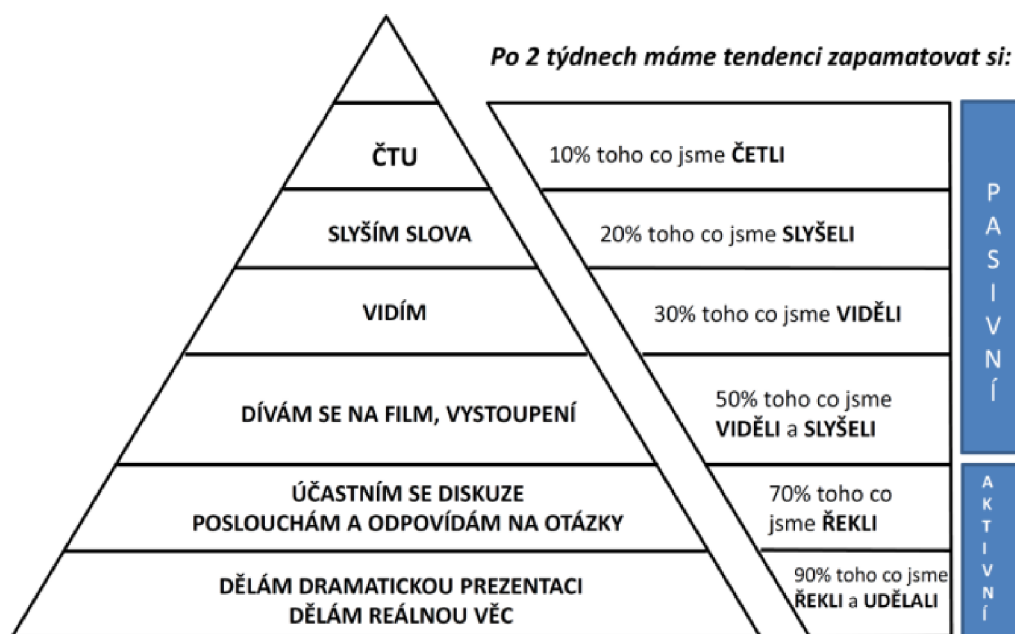 Po 2 týdnech máme tendenci zapamatovat si:
ČTU
10% toho co jsme ČETLI
SLYŠÍM SLOVA
20% toho co jsme SLYŠELI
VIDÍM
30% toho co jsme VIDĚLI
DÍVÁM SE NA FILM, VYSTOUPENÍ
50% toho co jsme
VIDĚLI a SLYŠELI
ÚČASTNÍM SE DISKUZE
POSLOUCHÁM A ODPOVÍDÁM NA OTÁZKY
70% toho co
jsme ŘEKLI
DĚLÁM DRAMATICKOU PREZENTACI
DĚLÁM REÁLNOU VĚC
90% toho co jsme
ŘEKLI a UDĚLALI
PASIVNÍ
AKTIVNÍ